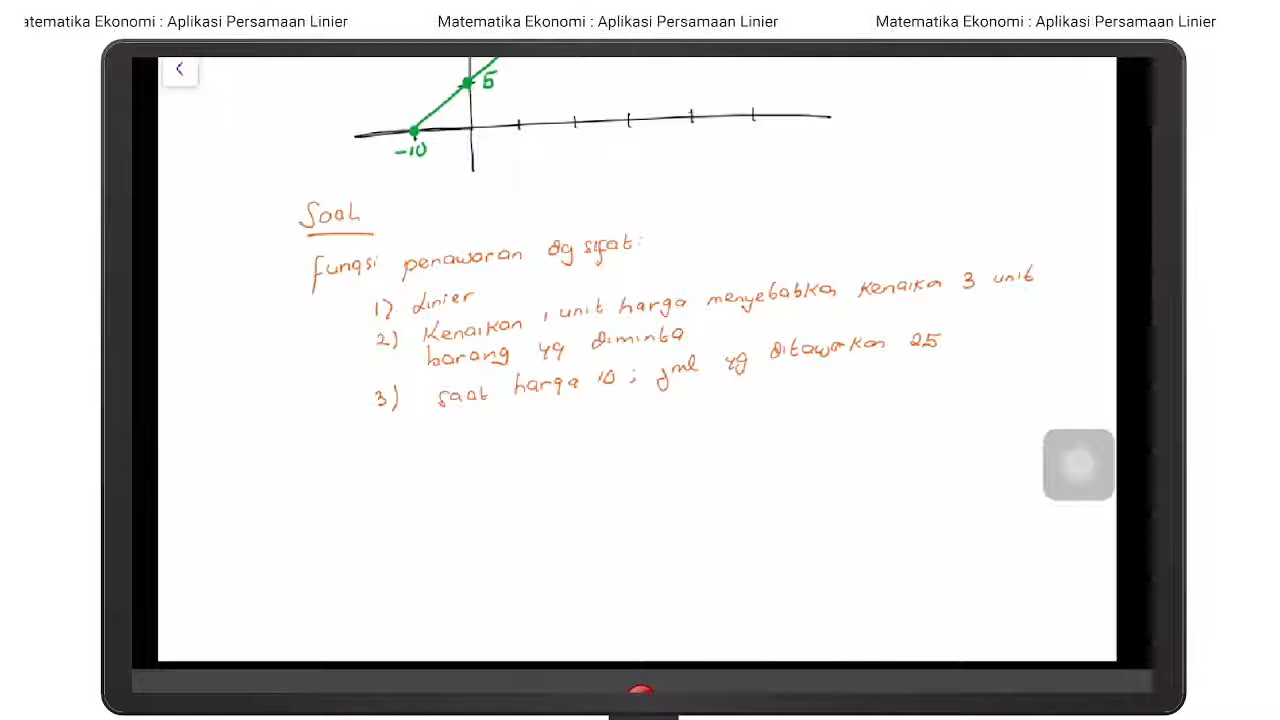 atematika Ekonomi : Aplikasi Persamaan Linier Matematika Ekonomi : Aplikasi Persamaan Linier Matematika Ekonomi : Aplikasi Persamaan Linier
5
-10
Soal
Fungsi penawaran dg sifat:
1) Linier
2) Kenaikan 1 unit harga menyebabkan kenaika 3 unit
barang yg diminta
3) saat harga 10 ; jml yg ditawarkan 25